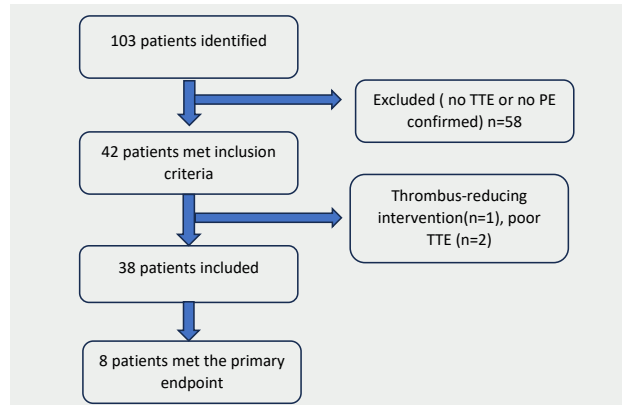 103 patients identified
Excluded ( no TTE or no PE
confirmed) n=58
42 patients met inclusion
criteria
Thrombus-reducing
intervention(n=1), poor
TTE (n=2)
38 patients included
8 patients met the primary
endpoint